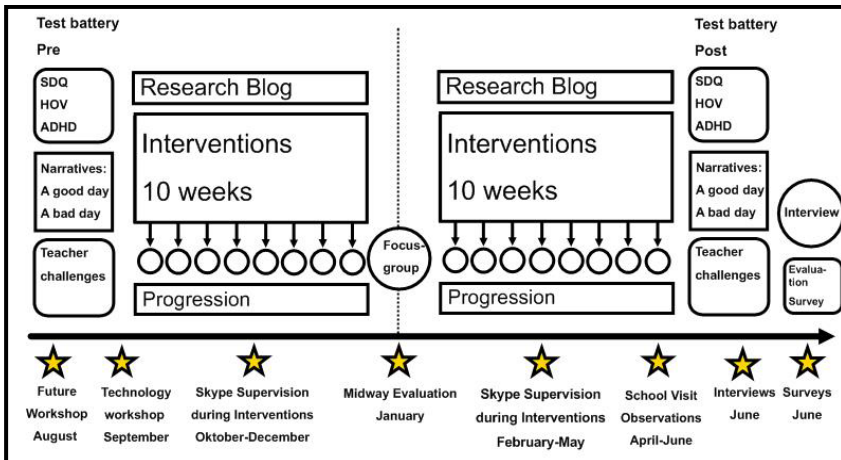 Test battery
Pre
SDQ
HOV
ADHD
Narratives:
A good day
A bad day
Teacher
challenges
Research Blog
Interventions
10 weeks
Progression
Focus-
group
Research Blog
Interventions
10 weeks
Progression
Test battery
Post
SDQ
HOV
ADHD
Narratives:
A good day
A bad day
Teacher
challenges
Interview
Evalua-
tion
Survey
Future
Workshop
August
Technology
workshop
September
Skype Supervision
during Interventions
Oktober-December
Midway Evaluation
January
Skype Supervision
during Interventions
February-May
School Visit
Observations
April-June
Interviews
June
Surveys
June